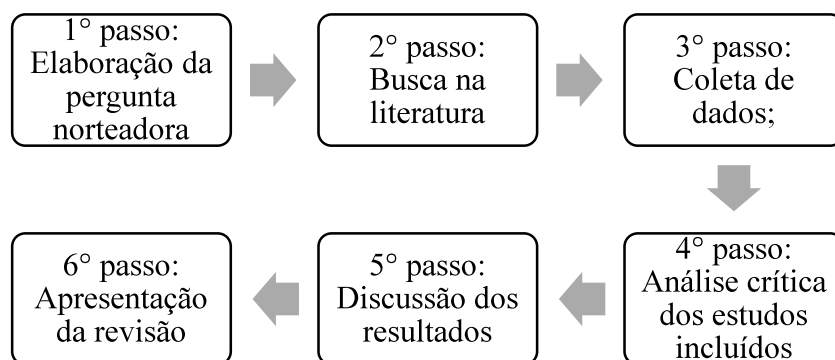 1° passo:
Elaboração da
pergunta
norteadora
2° passo:
Busca na
literatura
3° passo:
Coleta de
dados;
4° passo:
Análise crítica
dos estudos
incluídos
5° passo:
Discussão dos
resultados
6° passo:
Apresentação
da revisão